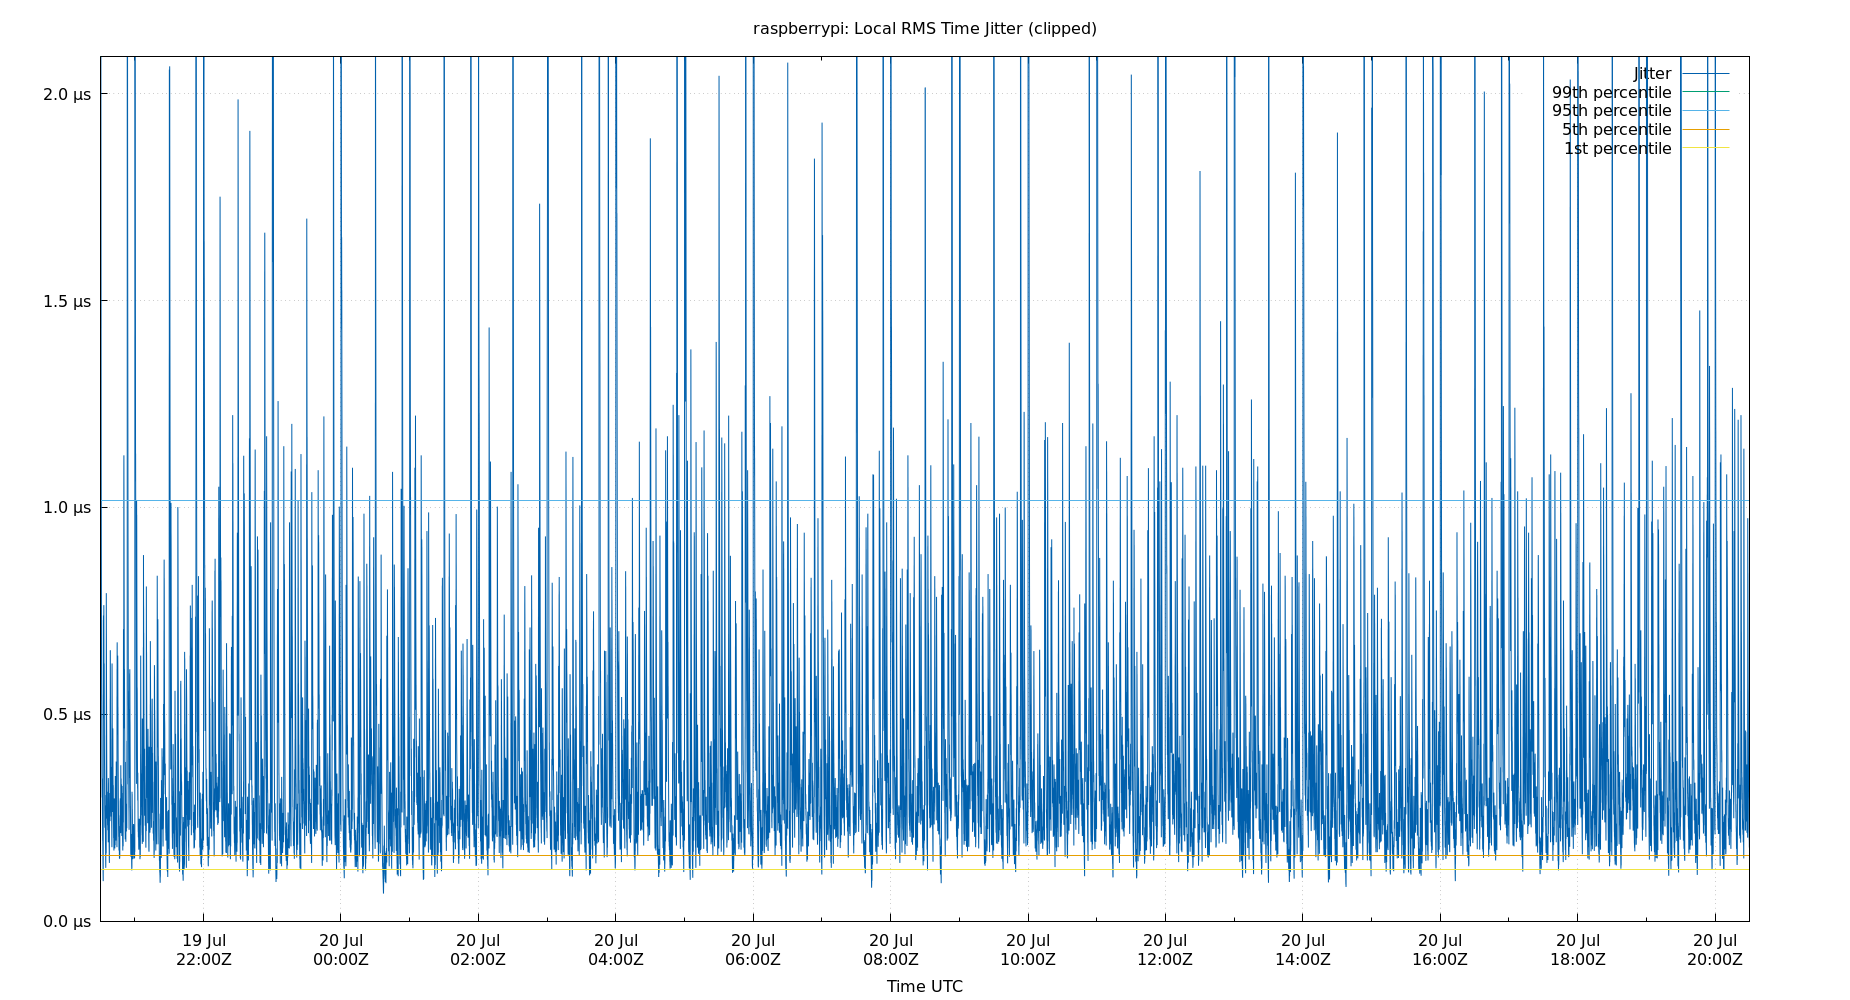 raspberrypi: Local RMS Time Jitter (clipped)
Jitter
99th percentile
95th percentile
5th percentile
1st percentile
2.0 µs
1.5 µs
1.0 µs
0.5 µs
0.0 µs
19 Jul 20 Jul 20 Jul 20 Jul 20 Jul 20 Jul 20 Jul 20 Jul 20 Jul 20 Jul 20 Jul 20 Jul
22:00Z 00:00Z 02:00Z 04:00Z 06:00Z 08:00Z 10:00Z 12:00Z 14:00Z 16:00Z 18:00Z 20:00Z
Time UTC